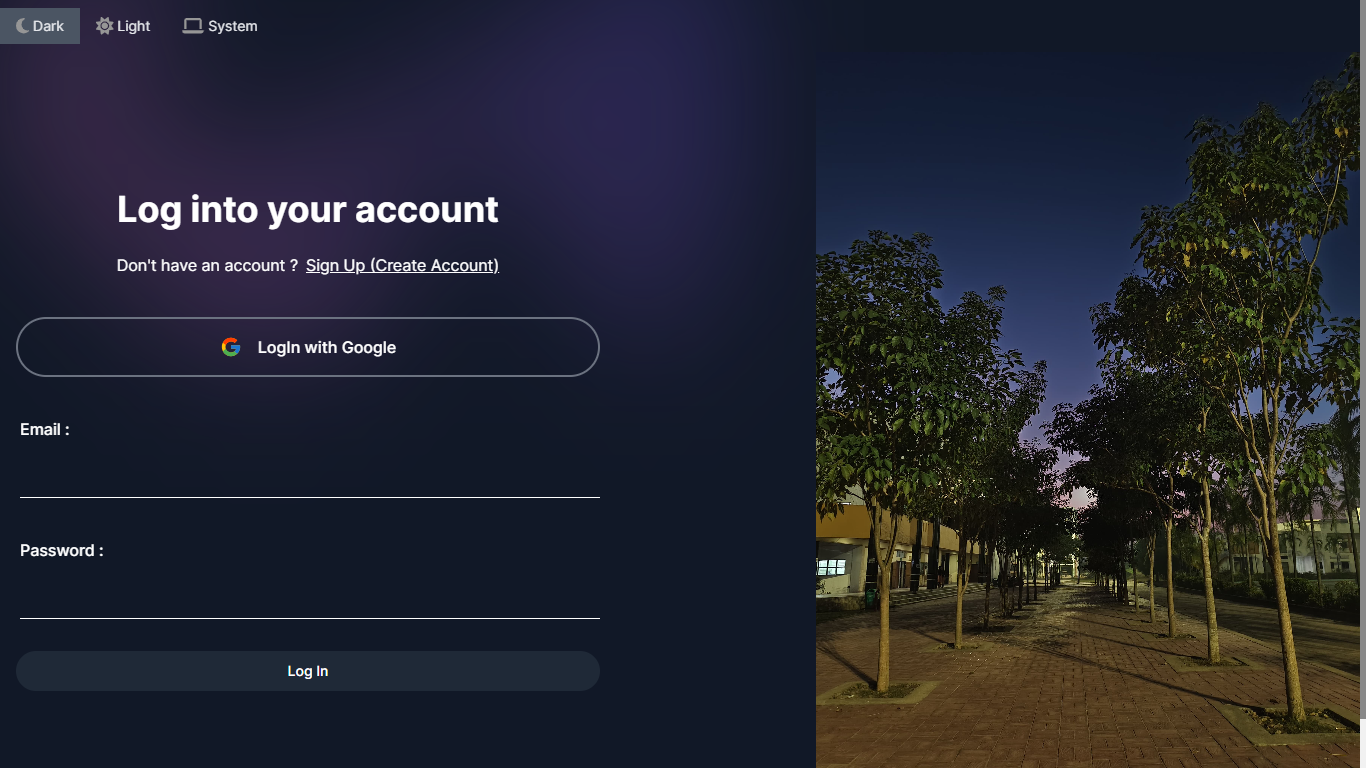 Dark Light System
Log into your account
Don't have an account ? Sign Up (Create Account)
LogIn with Google
Email :
Password :
Log In